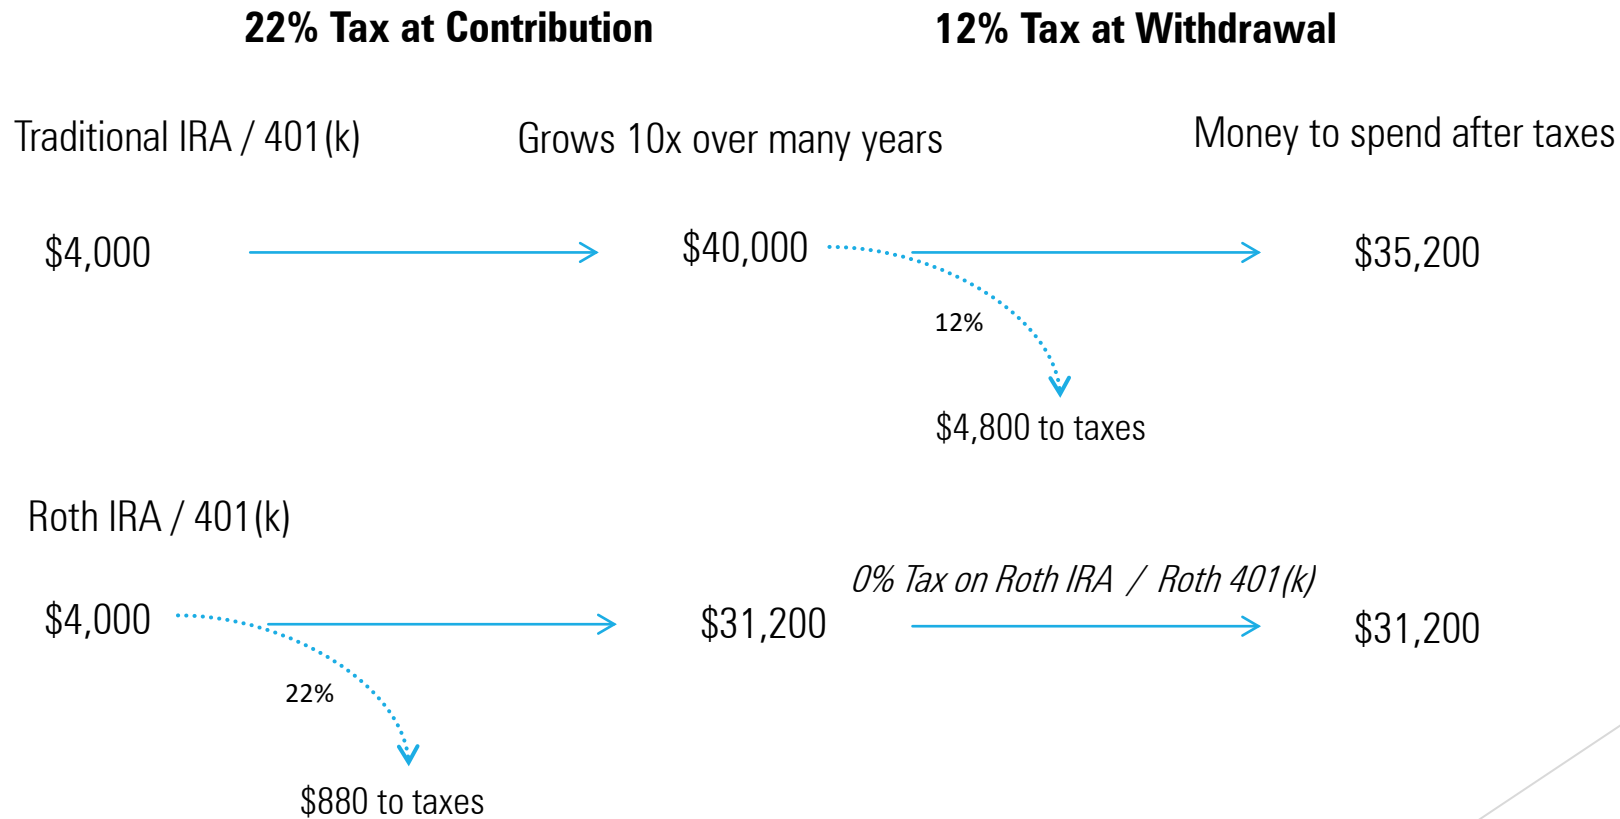 22% Tax at Contribution
12% Tax at Withdrawal
Traditional IRA / 401(k)
Grows 10x over many years
Money to spend after taxes
$4,000
$40,000
$35,200
12%
$4,800 to taxes
Roth IRA / 401(k)
0% Tax on Roth IRA / Roth 401(k)
$4,000
$31,200
$31,200
22%
$880 to taxes